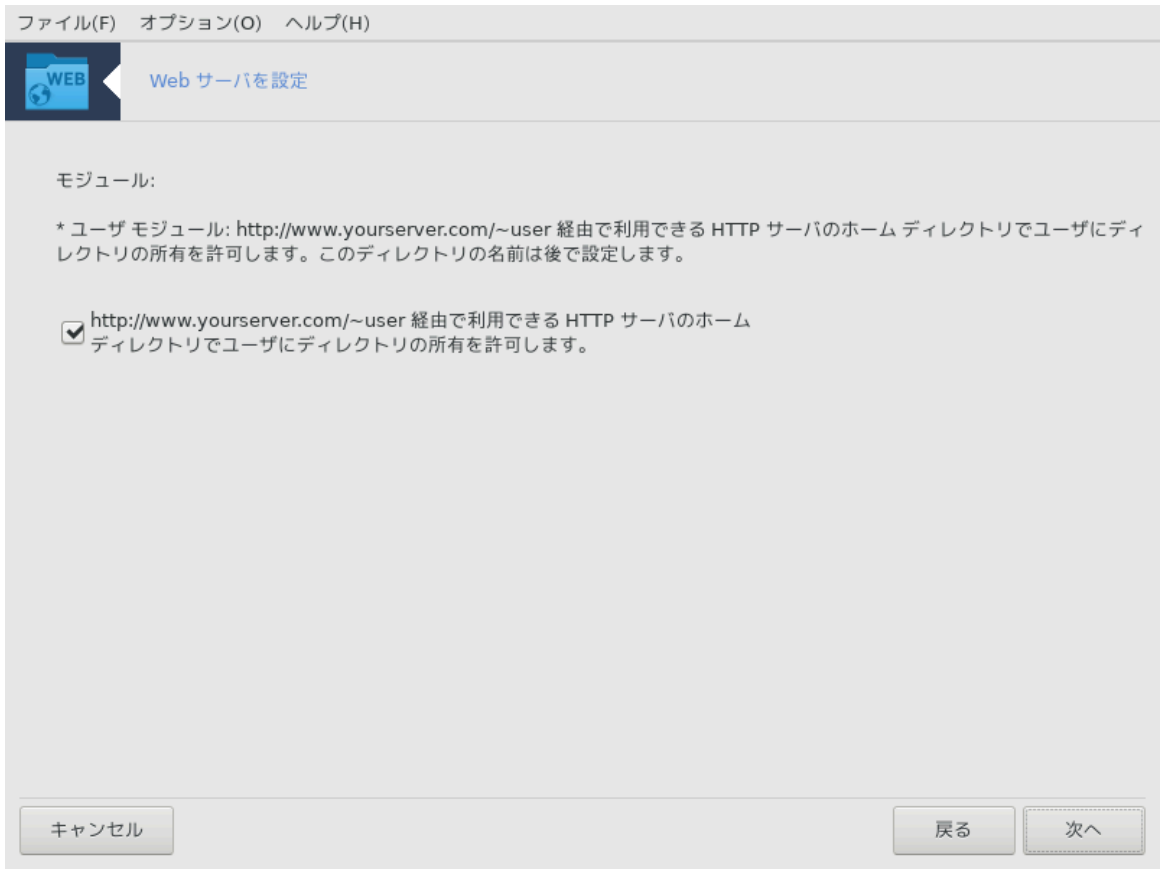 ファイル(F) オプション(O) ヘルプ(H)
WEB
Web サーバを設定
モジュール:
* ユーザ モジュール: http://www.yourserver.com/~user 経由で利用できる HTTP サーバのホーム ディレクトリでユーザにディ
レクトリの所有を許可します。このディレクトリの名前は後で設定します。
http://www.yourserver.com/~user 経由で利用できる HTTP サーバのホーム
ディレクトリでユーザにディレクトリの所有を許可します。
キャンセル 戻る 次へ